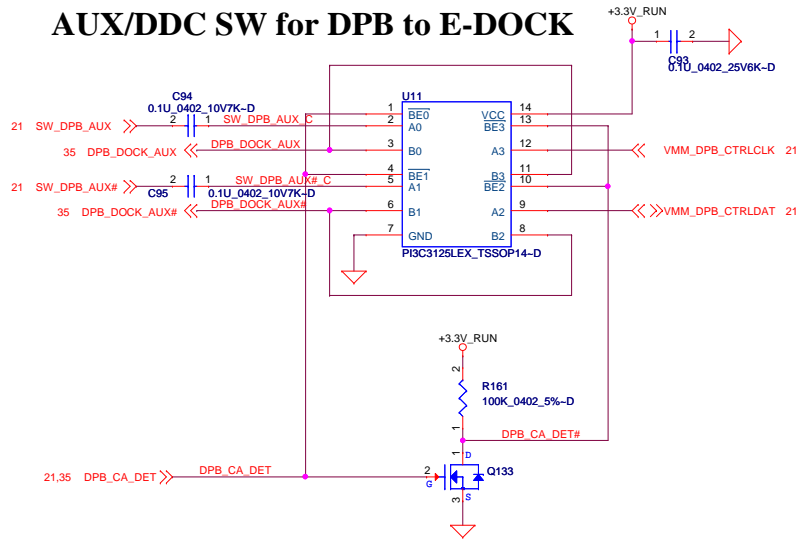 AUX/DDC SW for DPB to E-DOCK
+3.3V_RUN
1 2
C93
0.1U_0402_25V6K~D
U11
C94
0.1U_0402_10V7K~D
21 SW_DPB_AUX 2 1 SW_DPB_AUX_C
35 DPB_DOCK_AUX DPB_DOCK_AUX
21 SW_DPB_AUX# 2 1 SW_DPB_AUX#_C
C95 0.1U_0402_10V7K~D
35 DPB_DOCK_AUX# DPB_DOCK_AUX#
1 BE0 VCC 14
2 A0 BE3 13
3 B0 A3 12
4 BE1 B3 11
5 A1 BE2 10
6 B1 A2 9
7 GND B2 8
PI3C3125LEX_TSSOP14~D
VMM_DPB_CTRLCLK 21
VMM_DPB_CTRLDAT 21
+3.3V_RUN
2
R161
100K_0402_5%~D
1
DPB_CA_DET#
1 D
21,35 DPB_CA_DET DPB_CA_DET 2 G Q133
3 S